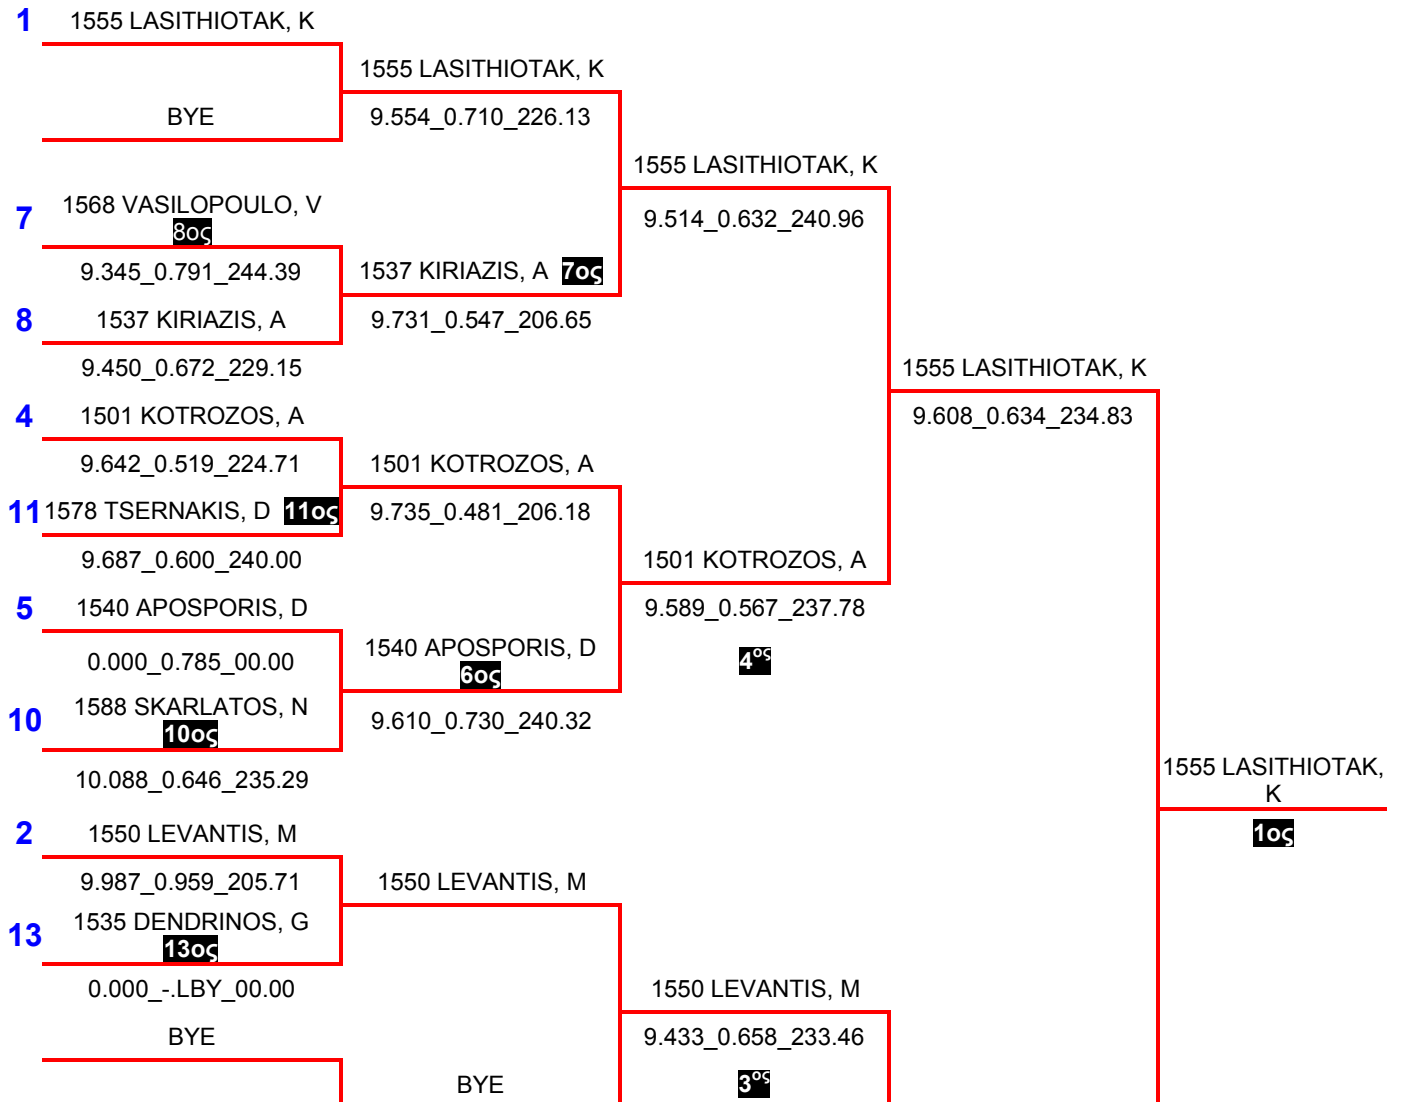 1
1555 LASITHIOTAK, K
1555 LASITHIOTAK, K
BYE
9.554_0.710_226.13
1555 LASITHIOTAK, K
7
1568 VASILOPOULO, V
8ος
9.514_0.632_240.96
9.345_0.791_244.39
1537 KIRIAZIS, A 7ος
8
1537 KIRIAZIS, A
9.731_0.547_206.65
9.450_0.672_229.15
1555 LASITHIOTAK, K
4
1501 KOTROZOS, A
9.608_0.634_234.83
9.642_0.519_224.71
1501 KOTROZOS, A
11
1578 TSERNAKIS, D 11ος
9.735_0.481_206.18
9.687_0.600_240.00
1501 KOTROZOS, A
5
1540 APOSPORIS, D
9.589_0.567_237.78
0.000_0.785_00.00
1540 APOSPORIS, D
6ος
4ος
10
1588 SKARLATOS, N
10ος
9.610_0.730_240.32
10.088_0.646_235.29
1555 LASITHIOTAK,
K
1ος
2
1550 LEVANTIS, M
9.987_0.959_205.71
1550 LEVANTIS, M
13
1535 DENDRINOS, G
13ος
0.000_-.LBY_00.00
1550 LEVANTIS, M
BYE
9.433_0.658_233.46
BYE
3ος